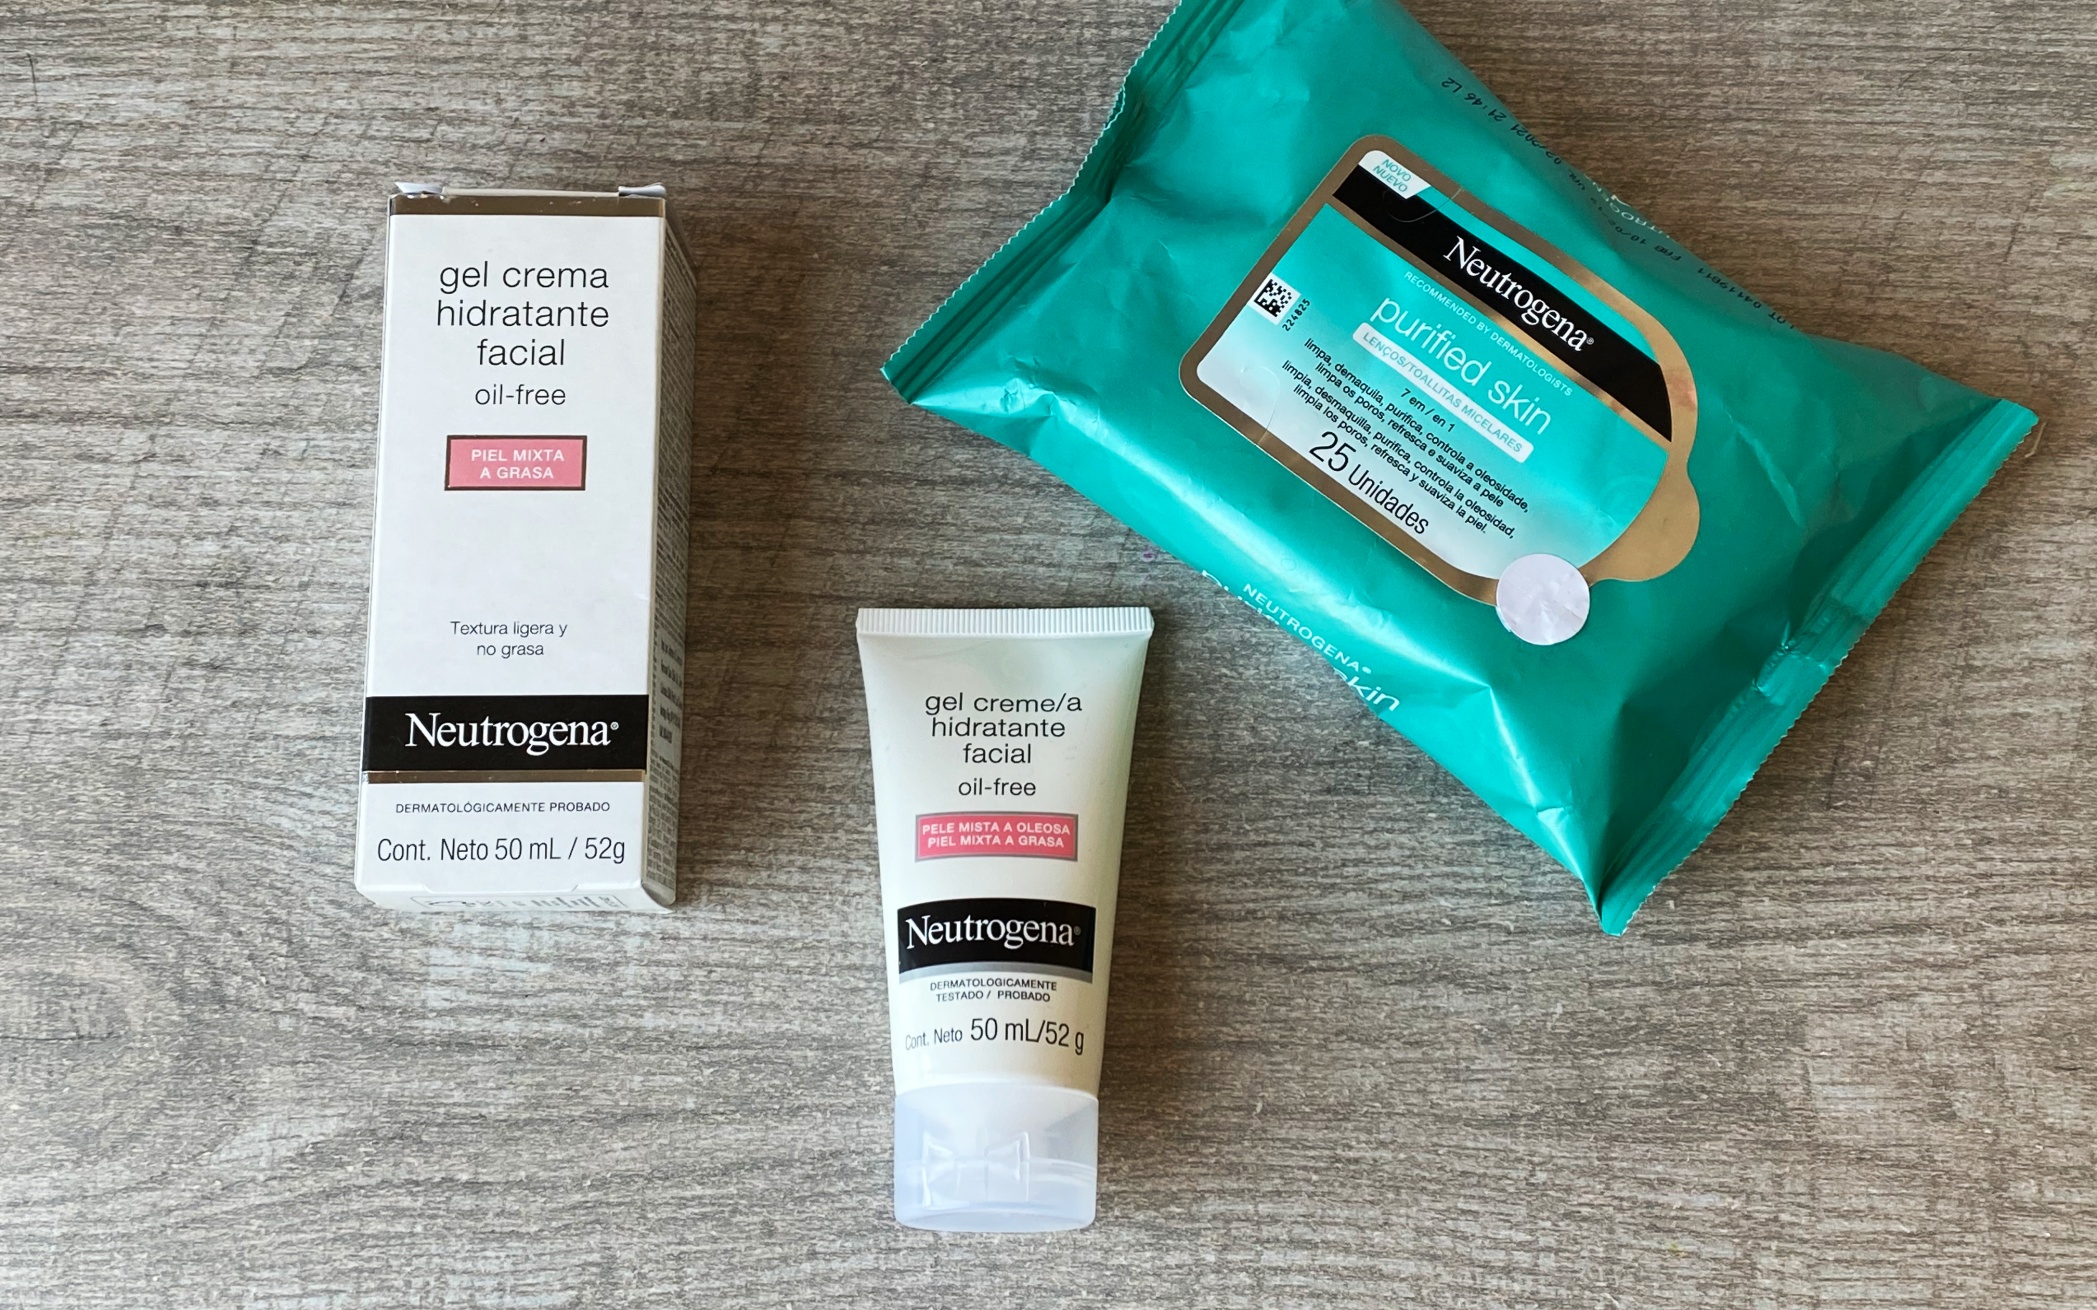 gel crema
hidratante
facial
oil-free
PIEL MIXTA
A GRASA
Textura ligera y
no grasa
Neutrogena®
DERMATOLÓGICAMENTE PROBADO
Cont. Neto 50 mL / 52g
gel creme/a
hidratante
facial
oil-free
PELE MISTA A OLEOSA
PIEL MIXTA A GRASA
Neutrogena®
DERMATOLOGICAMENTE
TESTADO / PROBADO
Cont. Neto 50 mL/52 g
NOVO
NUEVO
Neutrogena®
RECOMMENDED BY DERMATOLOGISTS
purified skin
LENÇOS/TOALLITAS MICELARES
7 em / en 1
limpa, demaquila, purifica, controla a oleosidade,
limpa os poros, refresca e suaviza a pele
limpia, desmaquilla, purifica, controla la oleosidad,
limpia los poros, refresca y suaviza la piel.
25 Unidades
224825
NEUTROGENA®
skin
21:46 L2